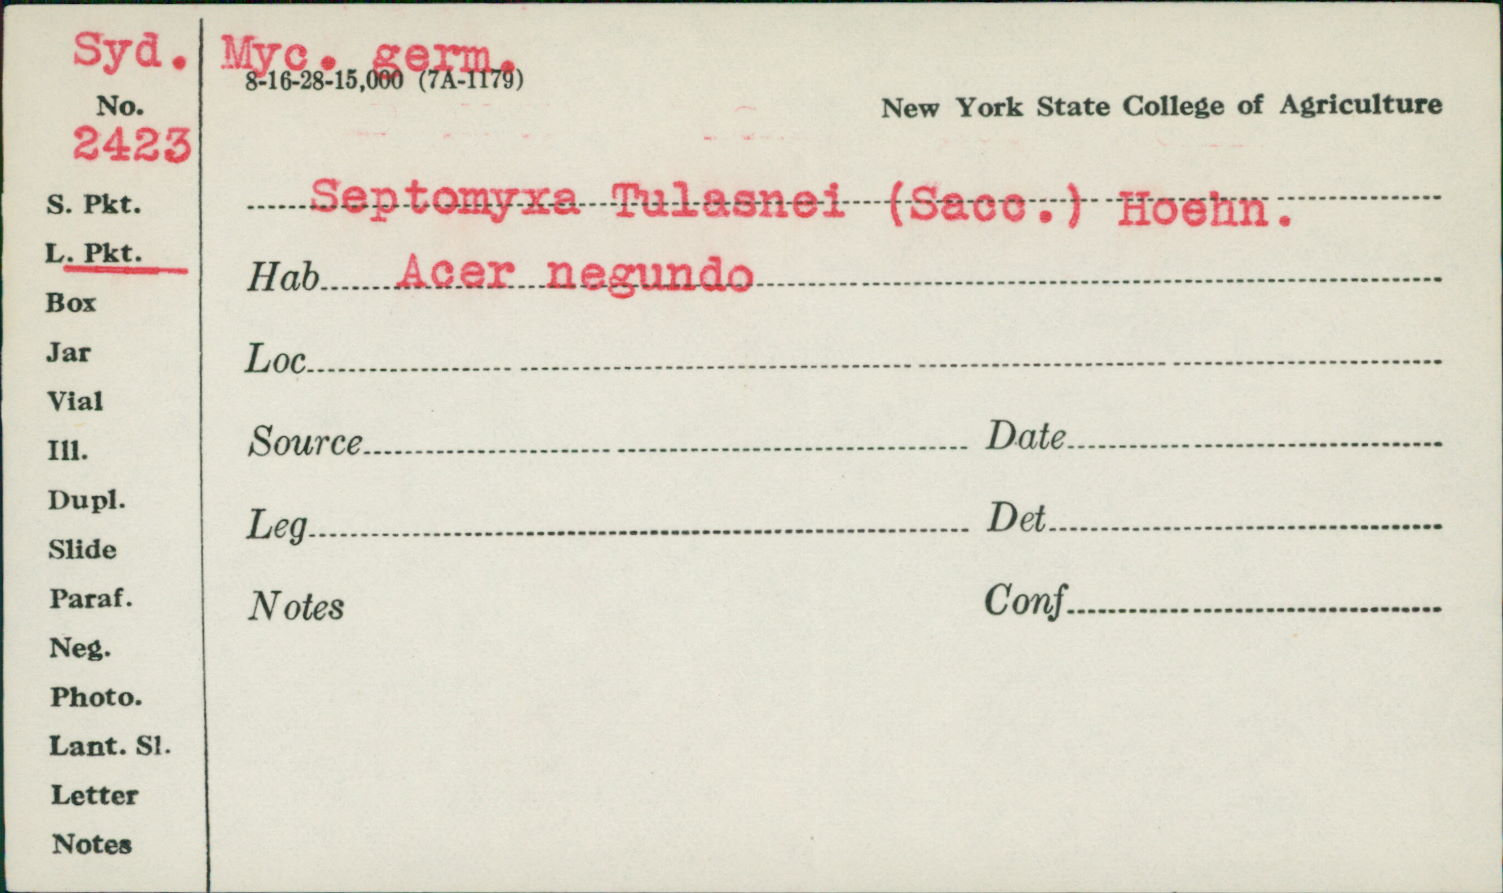 Syd. Myc. germ.
8-16-28-15,000 (7A-1179)
No.
2423
New York State College of Agriculture
Septomyxa Tulasnei (Sacc.) Hoehn.
S. Pkt.
L. Pkt.
Box
Jar
Vial
Ill.
Dupl.
Slide
Paraf.
Neg.
Photo.
Lant. Sl.
Letter
Notes
Hab. Acer negundo
Loc.
Source
Date
Leg.
Det.
Notes
Conf.